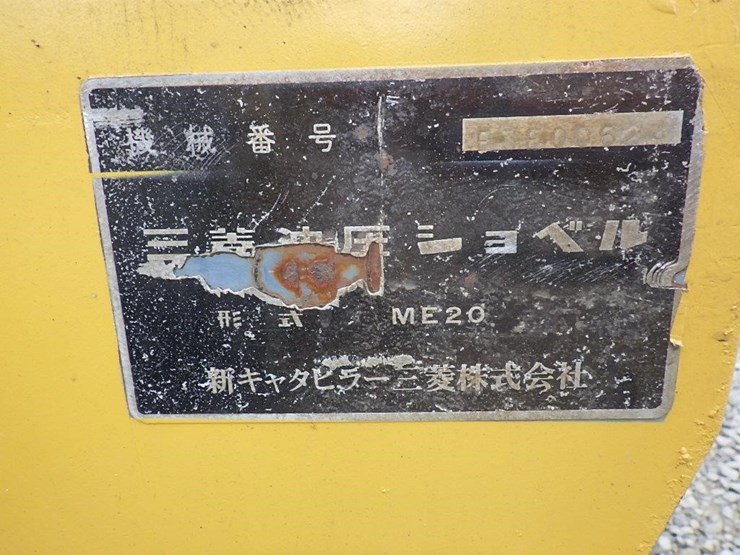 機械番号
三菱油圧ショベル
形式 ME20
新キャタピラー三菱株式会社